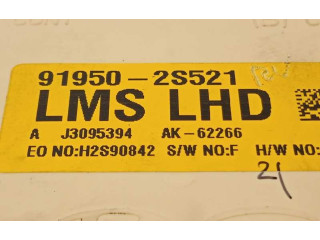 91950-2S521
LMS LHD
A J3095394 AK-62266
EO NO:H2S90842 S/W NO:F H/W NO:
21